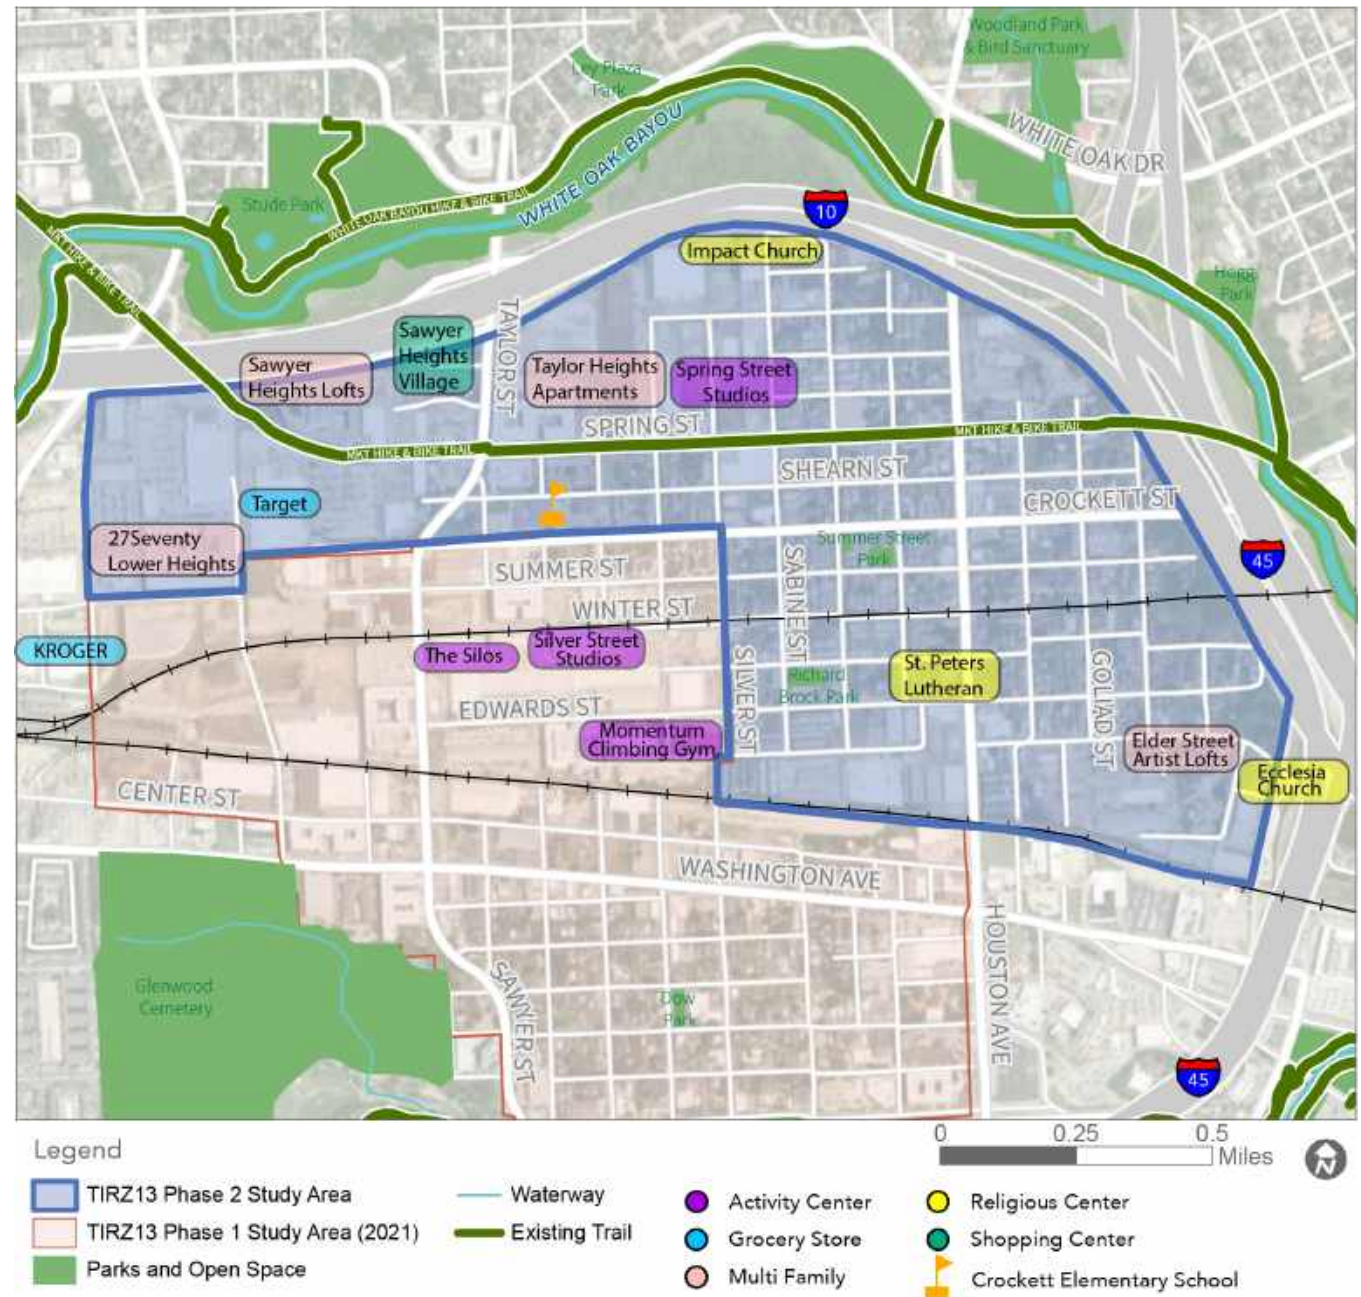 Woodland Park
& Bird Sanctuary
Ley Plaza
Park
WHITE OAK BAYOU
WHITE OAK DR
Stude Park
WHITE OAK BAYOU HIKE & BIKE TRAIL
10
MKT HIKE & BIKE TRAIL
Impact Church
Hogg
Park
TAYLOR ST
Sawyer
Heights
Village
Sawyer
Heights Lofts
Taylor Heights
Apartments
Spring Street
Studios
SPRING ST
MKT HIKE & BIKE TRAIL
MKT HIKE & BIKE TRAIL
SHEARN ST
CROCKETT ST
Target
27Seventy
Lower Heights
Summer Street
Park
45
SUMMER ST
SABINE ST
WINTER ST
KROGER
The Silos
Silver Street
Studios
SILVER ST
Richard
Brock Park
St. Peters
Lutheran
GOLIAD ST
EDWARDS ST
Momentum
Climbing Gym
Elder Street
Artist Lofts
Ecclesia
Church
CENTER ST
WASHINGTON AVE
HOUSTON AVE
Glenwood
Cemetery
SAWYER ST
Dow
Park
45
Legend
0 0.25 0.5
Miles
N
TIRZ13 Phase 2 Study Area
TIRZ13 Phase 1 Study Area (2021)
Parks and Open Space
Waterway
Existing Trail
Activity Center
Grocery Store
Multi Family
Religious Center
Shopping Center
Crockett Elementary School